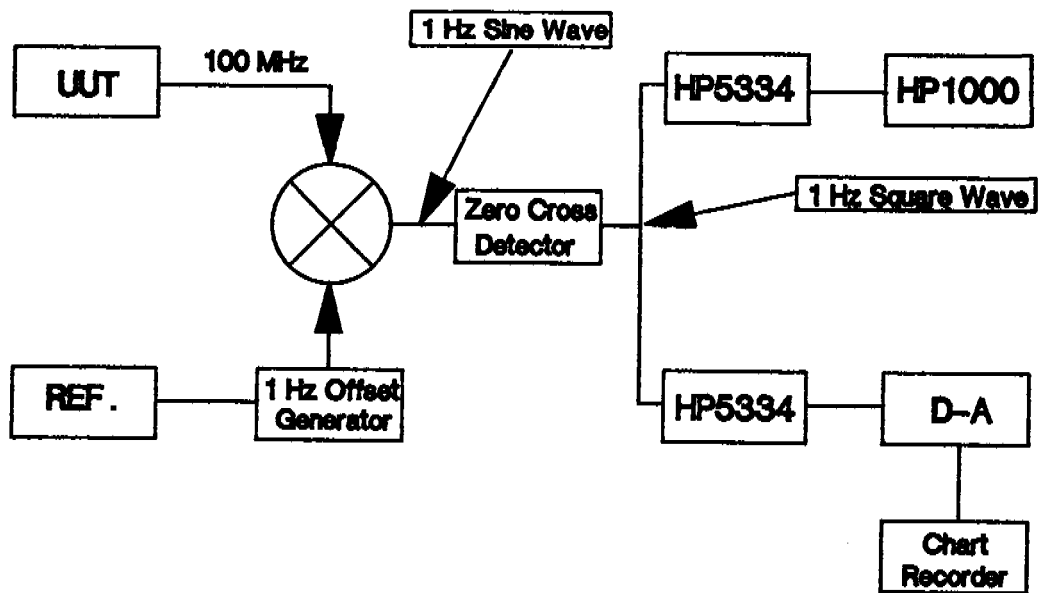 1 Hz Sine Wave
UUT
100 MHz
HP5334
HP1000
Zero Cross
Detector
1 Hz Square Wave
REF.
1 Hz Offset
Generator
HP5334
D-A
Chart
Recorder